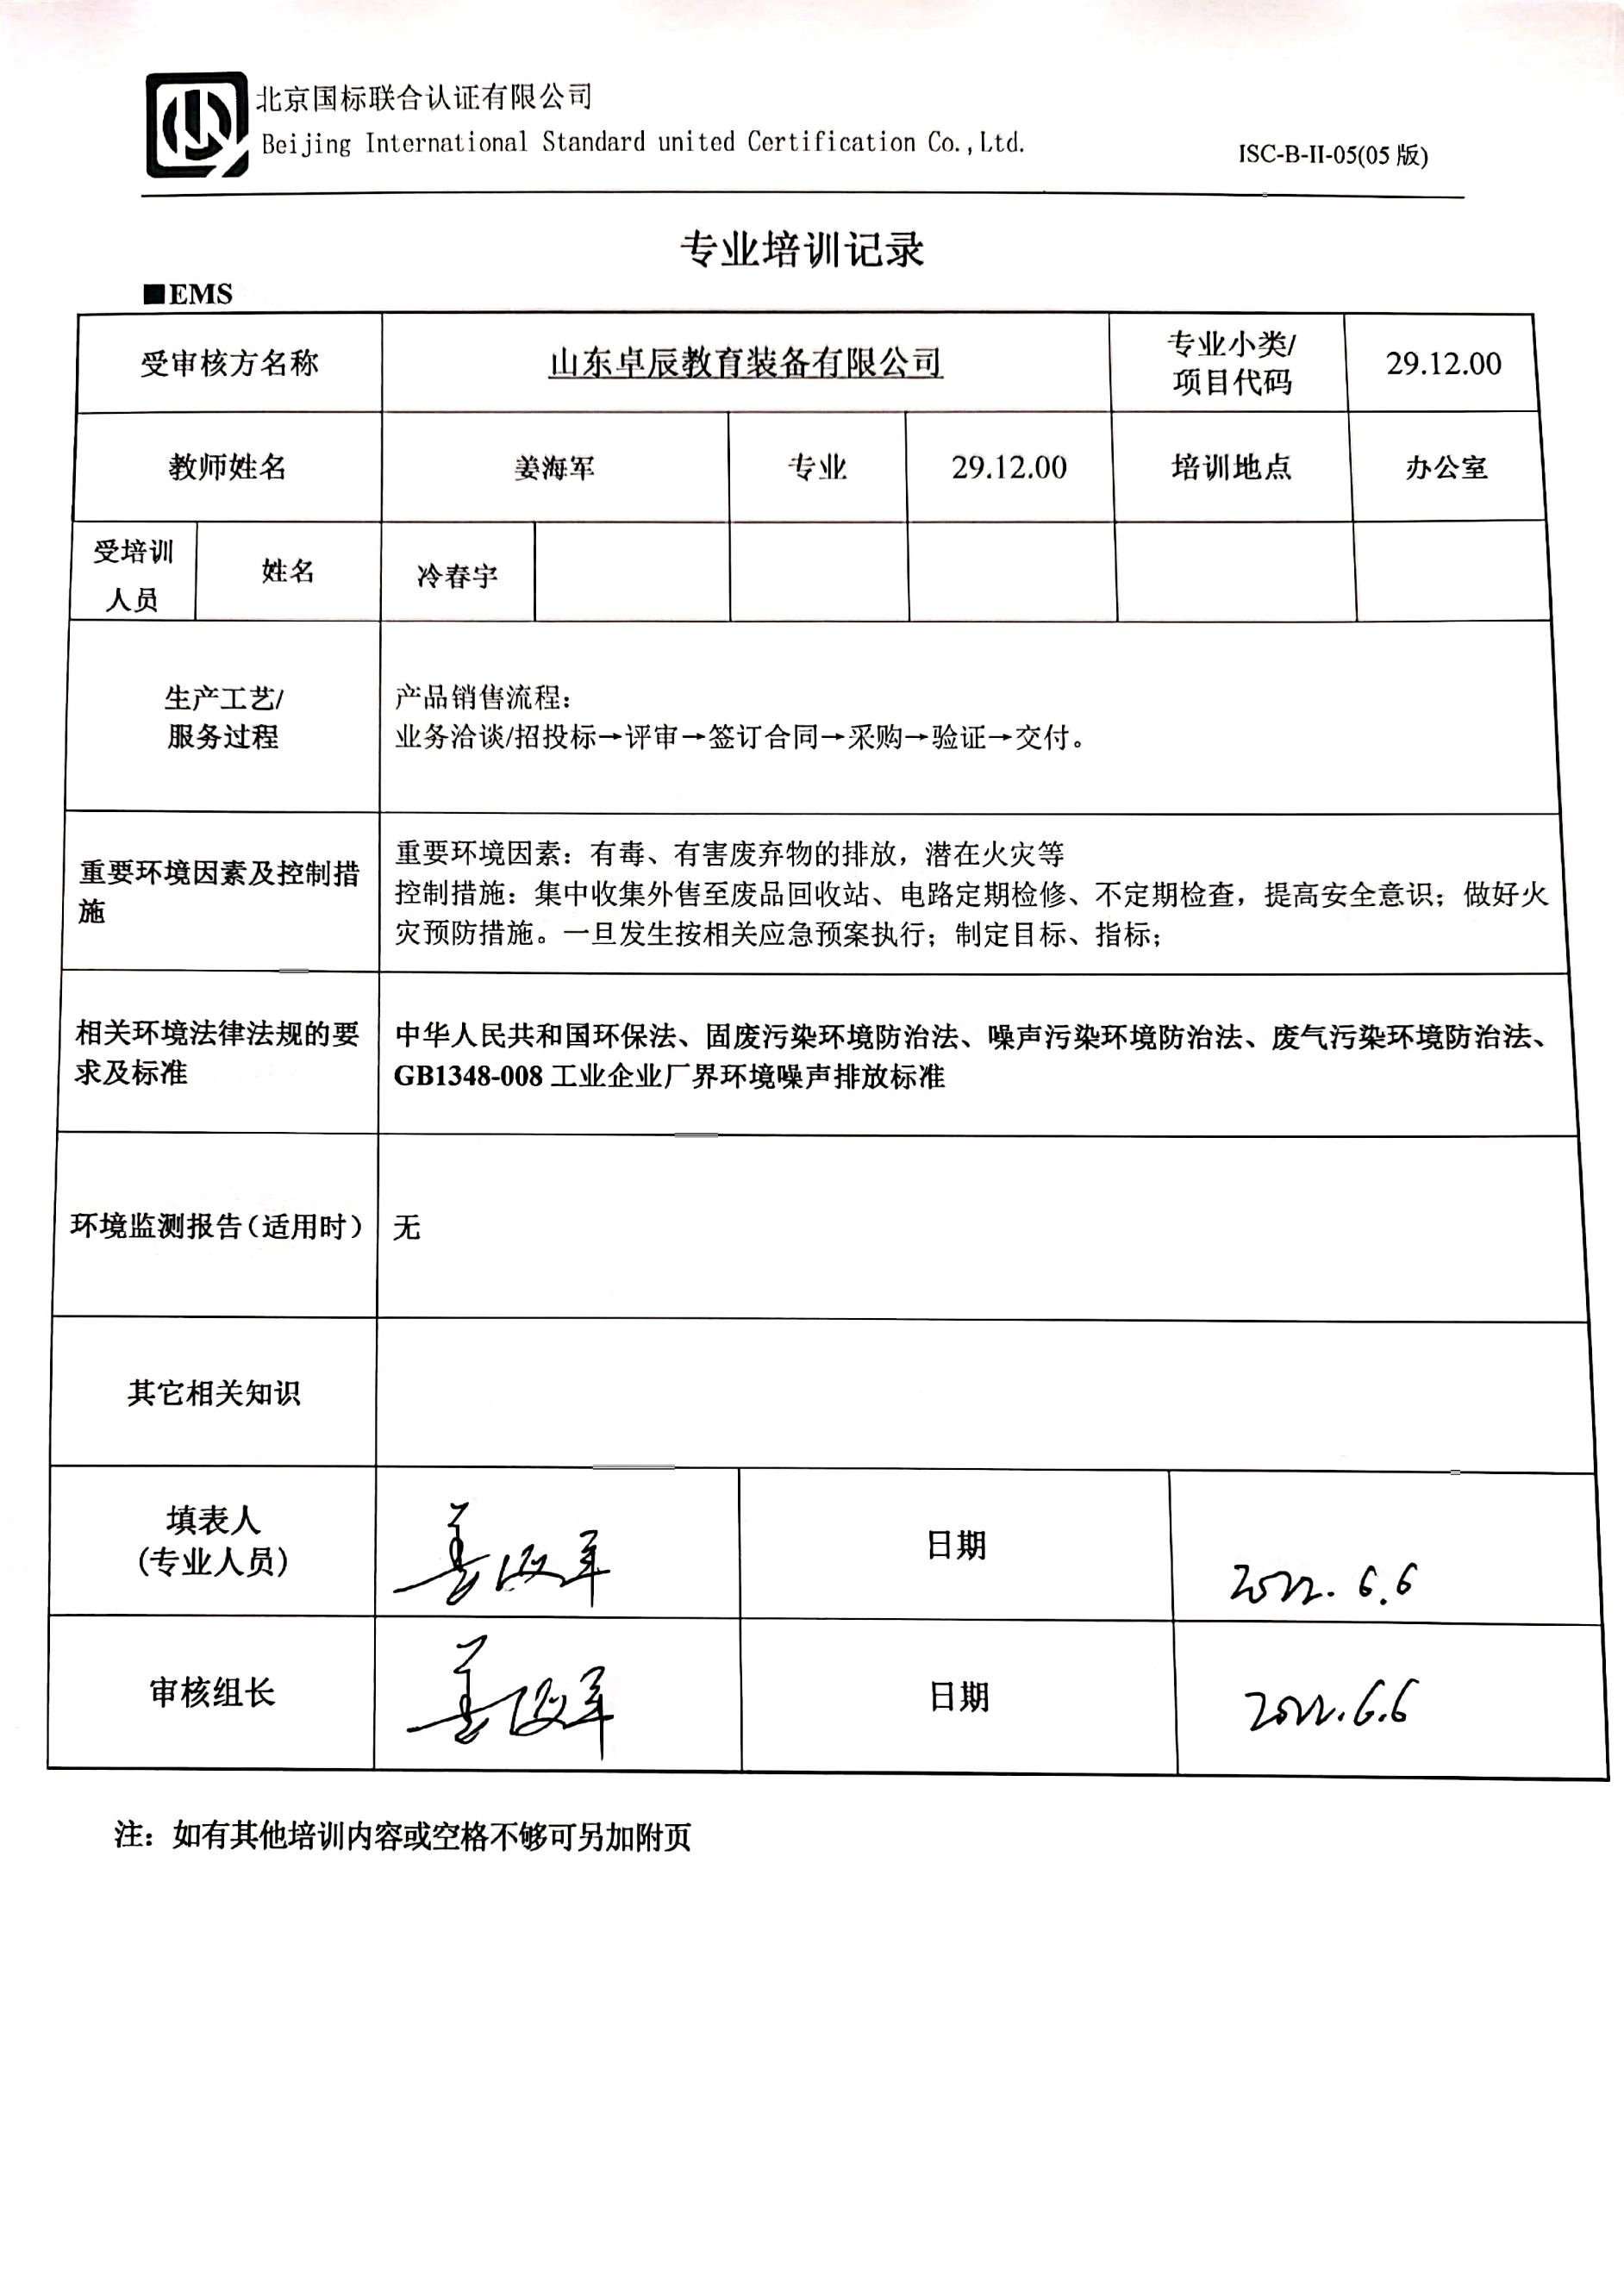 北京国标联合认证有限公司
Beijing International Standard united Certification Co.,Ltd.
ISC-B-II-05(05 版)
专业培训记录
■EMS
受审核方名称
山东卓辰教育装备有限公司
专业小类/
项目代码
29.12.00
教师姓名
姜海军
专业
29.12.00
培训地点
办公室
受培训
人员
姓名
冷春宇
生产工艺/
服务过程
产品销售流程：
业务洽谈/招投标→评审→签订合同→采购→验证→交付。
重要环境因素及控制措
施
重要环境因素：有毒、有害废弃物的排放，潜在火灾等
控制措施：集中收集外售至废品回收站、电路定期检修、不定期检查，提高安全意识；做好火
灾预防措施。一旦发生按相关应急预案执行；制定目标、指标；
相关环境法律法规的要
求及标准
中华人民共和国环保法、固废污染环境防治法、噪声污染环境防治法、废气污染环境防治法、
GB1348-008 工业企业厂界环境噪声排放标准
环境监测报告（适用时）
无
其它相关知识
填表人
(专业人员)
姜海军
日期
2022.6.6
审核组长
姜海军
日期
2022.6.6
注：如有其他培训内容或空格不够可另加附页